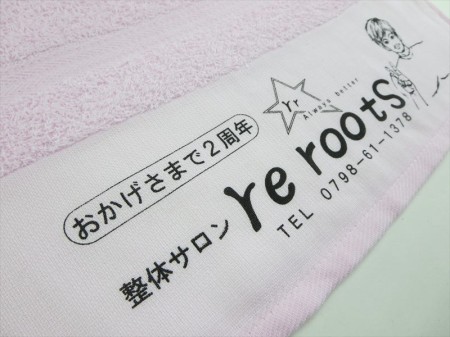 おかげさまで2周年
Yr
Always better
整体サロン re rootS
TEL 0798-61-1378